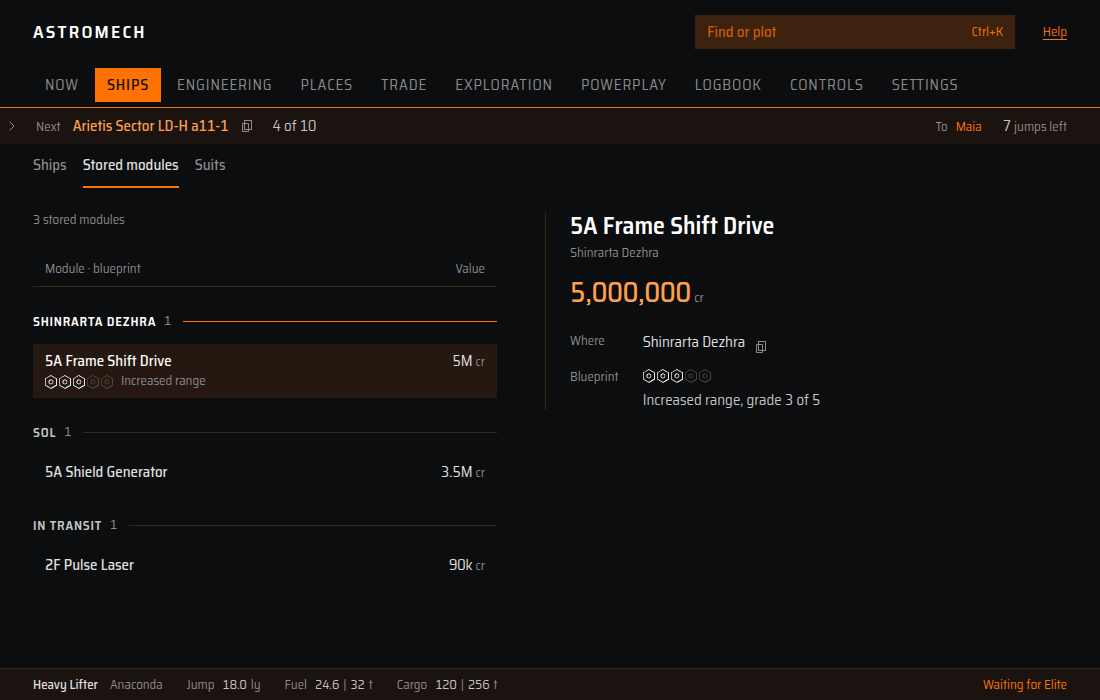 ASTROMECH
Find or plot Ctrl+K Help
NOW SHIPS ENGINEERING PLACES TRADE EXPLORATION POWERPLAY LOGBOOK CONTROLS SETTINGS
Next Arietis Sector LD-H a11-1 4 of 10 To Maia 7 jumps left
Ships Stored modules Suits
3 stored modules
Module · blueprint Value
SHINRARTA DEZHRA 1
5A Frame Shift Drive 5M cr
Increased range
SOL 1
5A Shield Generator 3.5M cr
IN TRANSIT 1
2F Pulse Laser 90k cr
5A Frame Shift Drive
Shinrarta Dezhra
5,000,000 cr
Where Shinrarta Dezhra
Blueprint
Increased range, grade 3 of 5
Heavy Lifter Anaconda Jump 18.0 ly Fuel 24.6 | 32 t Cargo 120 | 256 t Waiting for Elite